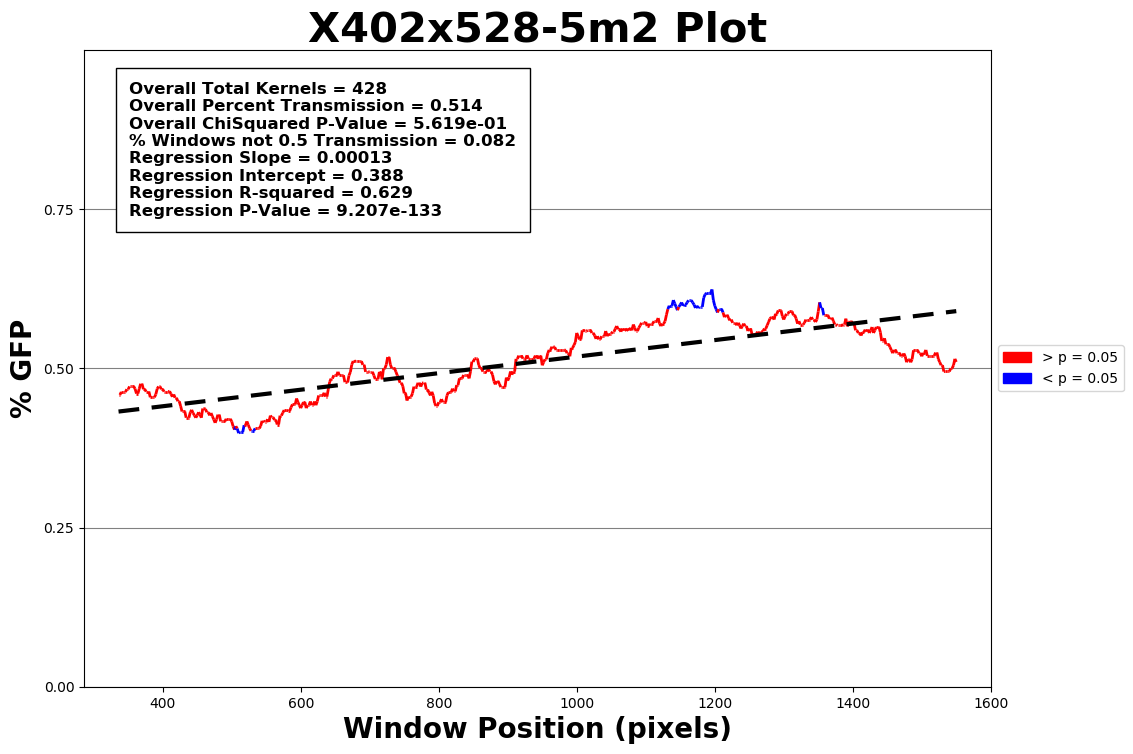 X402x528-5m2 Plot
Overall Total Kernels = 428
Overall Percent Transmission = 0.514
Overall ChiSquared P-Value = 5.619e-01
% Windows not 0.5 Transmission = 0.082
Regression Slope = 0.00013
Regression Intercept = 0.388
Regression R-squared = 0.629
Regression P-Value = 9.207e-133
% GFP
0.75
0.50
0.25
0.00
> p = 0.05
< p = 0.05
400 600 800 1000 1200 1400 1600
Window Position (pixels)